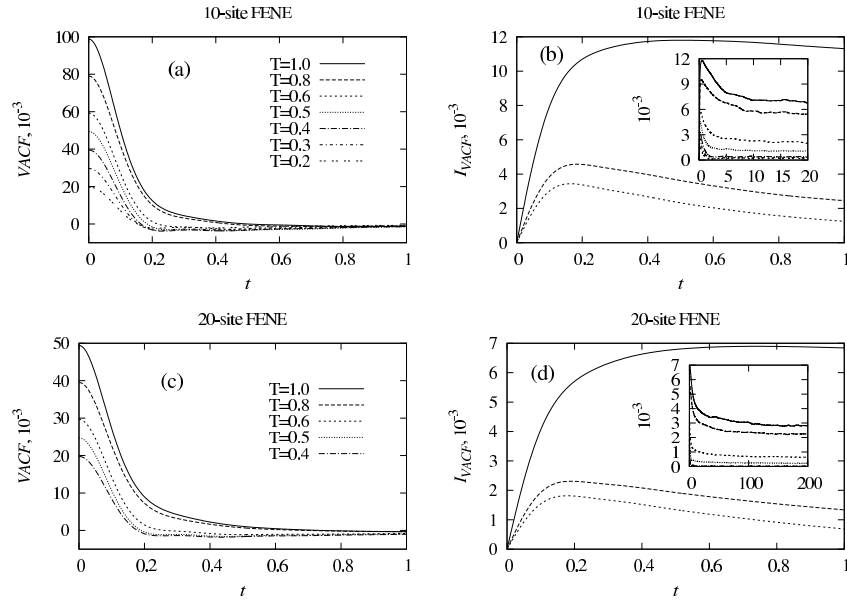 10-site FENE
VACF, 10-3
100
80
60
40
20
0
(a)
T=1.0
T=0.8
T=0.6
T=0.5
T=0.4
T=0.3
T=0.2
0 0.2 0.4 0.6 0.8 1
t
10-site FENE
IVACF, 10-3
12
10
8
6
4
2
0
(b)
10-3
12
9
6
3
0
0 5 10 15 20
0 0.2 0.4 0.6 0.8 1
t
20-site FENE
VACF, 10-3
50
40
30
20
10
0
(c)
T=1.0
T=0.8
T=0.6
T=0.5
T=0.4
0 0.2 0.4 0.6 0.8 1
t
20-site FENE
IVACF, 10-3
7
6
5
4
3
2
1
0
(d)
10-3
7
6
5
4
3
2
1
0
0 100 200
0 0.2 0.4 0.6 0.8 1
t